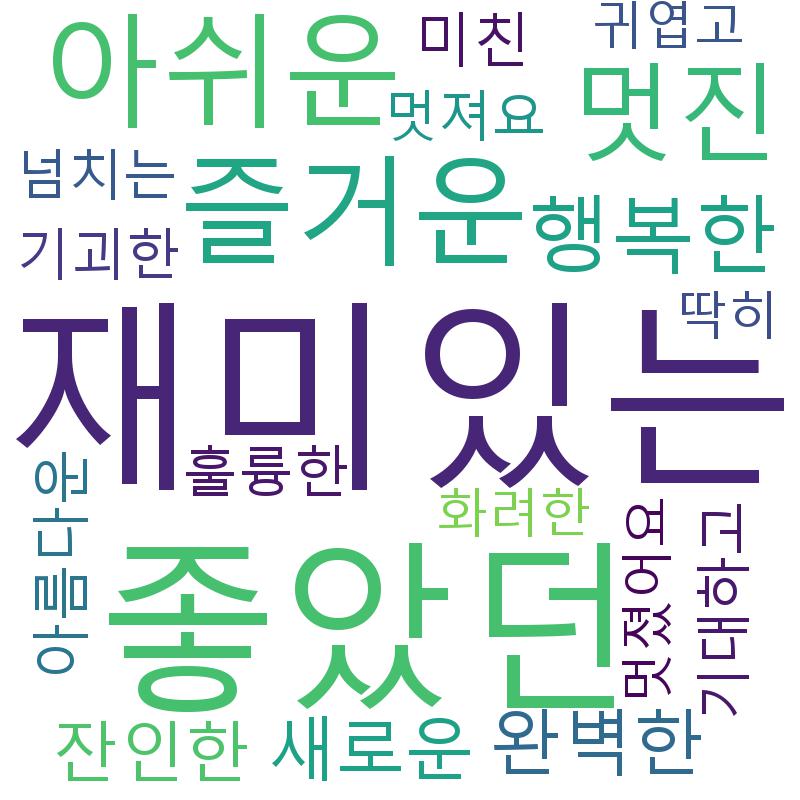 아쉬운
미친
귀엽고
멋져요
멋진
넘치는
즐거운
행복한
기괴한
재미있는
딱히
훌륭한
아름다운
화려한
좋았던
멋졌어요
기대하고
잔인한
새로운
완벽한